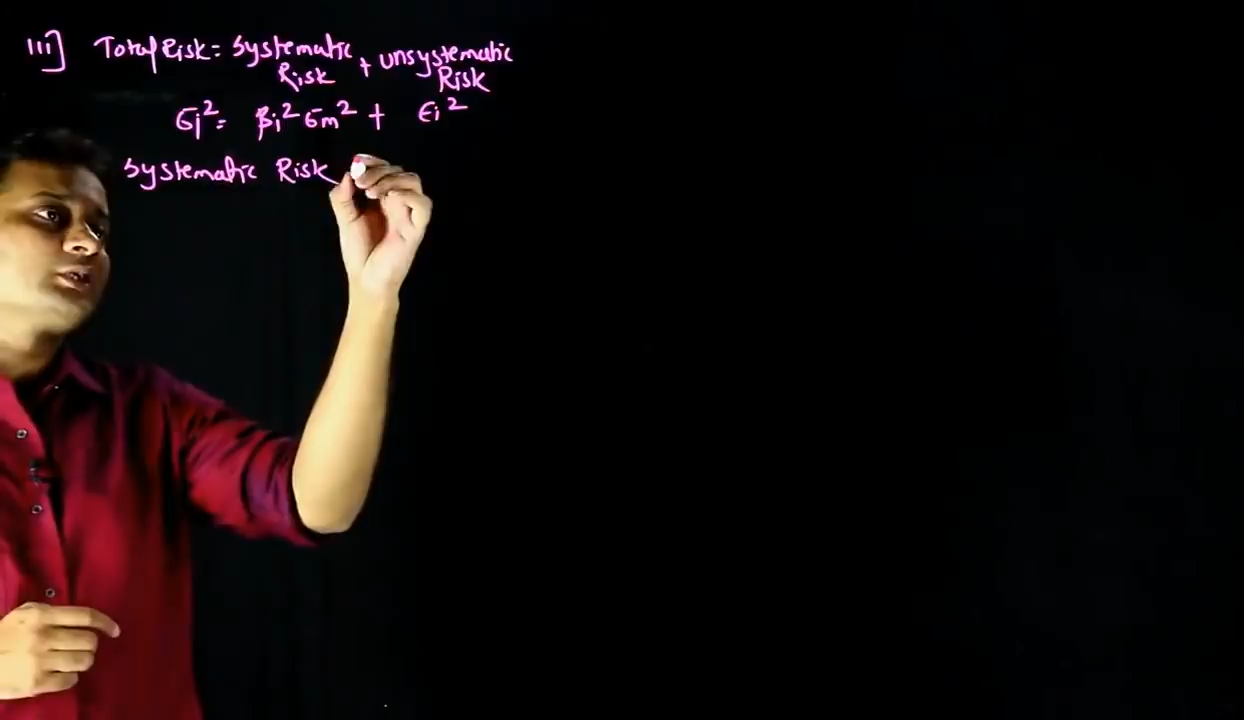 III] Total Risk = Systematic Risk + unsystematic Risk
σi² = βi² σm² + ϵi²
Systematic Risk